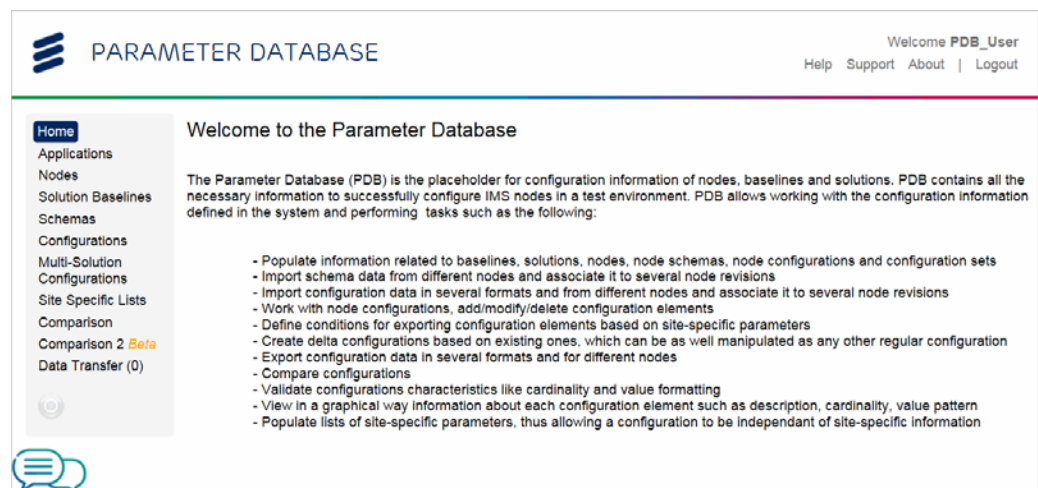 PARAMETER DATABASE
Welcome PDB_User
Help Support About | Logout
Home
Applications
Nodes
Solution Baselines
Schemas
Configurations
Multi-Solution
Configurations
Site Specific Lists
Comparison
Comparison 2 Beta
Data Transfer (0)
Welcome to the Parameter Database
The Parameter Database (PDB) is the placeholder for configuration information of nodes, baselines and solutions. PDB contains all the
necessary information to successfully configure IMS nodes in a test environment. PDB allows working with the configuration information
defined in the system and performing tasks such as the following:
- Populate information related to baselines, solutions, nodes, node schemas, node configurations and configuration sets
- Import schema data from different nodes and associate it to several node revisions
- Import configuration data in several formats and from different nodes and associate it to several node revisions
- Work with node configurations, add/modify/delete configuration elements
- Define conditions for exporting configuration elements based on site-specific parameters
- Create delta configurations based on existing ones, which can be as well manipulated as any other regular configuration
- Export configuration data in several formats and for different nodes
- Compare configurations
- Validate configurations characteristics like cardinality and value formatting
- View in a graphical way information about each configuration element such as description, cardinality, value pattern
- Populate lists of site-specific parameters, thus allowing a configuration to be independant of site-specific information